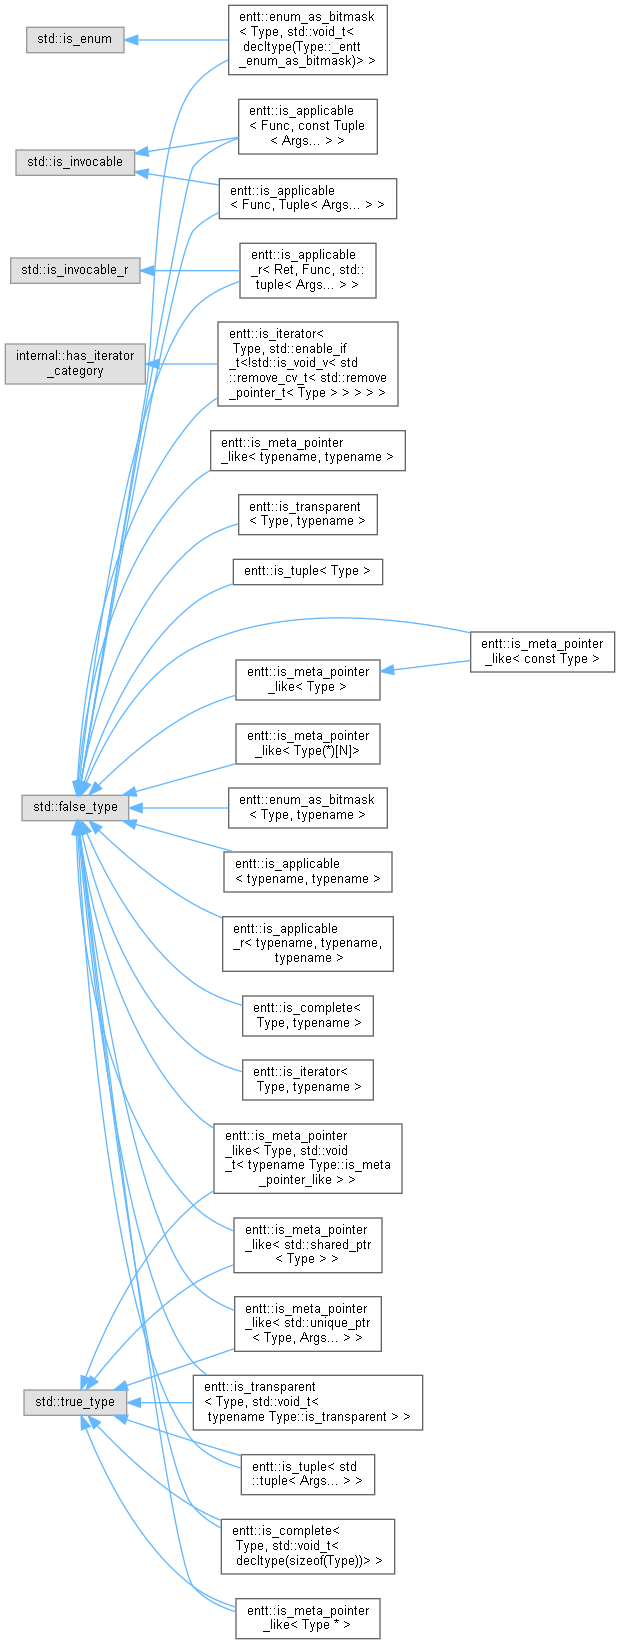 std::is_enum
entt::enum_as_bitmask
< Type, std::void_t<
decltype(Type::_entt
_enum_as_bitmask)> >
entt::is_applicable
< Func, const Tuple
< Args... > >
std::is_invocable
entt::is_applicable
< Func, Tuple< Args... > >
std::is_invocable_r
entt::is_applicable
_r< Ret, Func, std::
tuple< Args... > >
internal::has_iterator
_category
entt::is_iterator<
Type, std::enable_if
_t<!std::is_void_v< std
::remove_cv_t< std::remove
_pointer_t< Type > > > > >
entt::is_meta_pointer
_like< typename, typename >
entt::is_transparent
< Type, typename >
entt::is_tuple< Type >
entt::is_meta_pointer
_like< const Type >
entt::is_meta_pointer
_like< Type >
entt::is_meta_pointer
_like< Type(*)[N]>
std::false_type
entt::enum_as_bitmask
< Type, typename >
entt::is_applicable
< typename, typename >
entt::is_applicable
_r< typename, typename,
typename >
entt::is_complete<
Type, typename >
entt::is_iterator<
Type, typename >
entt::is_meta_pointer
_like< Type, std::void
_t< typename Type::is_meta
_pointer_like > >
entt::is_meta_pointer
_like< std::shared_ptr
< Type > >
entt::is_meta_pointer
_like< std::unique_ptr
< Type, Args... > >
std::true_type
entt::is_transparent
< Type, std::void_t<
typename Type::is_transparent > >
entt::is_tuple< std
::tuple< Args... > >
entt::is_complete<
Type, std::void_t<
decltype(sizeof(Type))> >
entt::is_meta_pointer
_like< Type * >